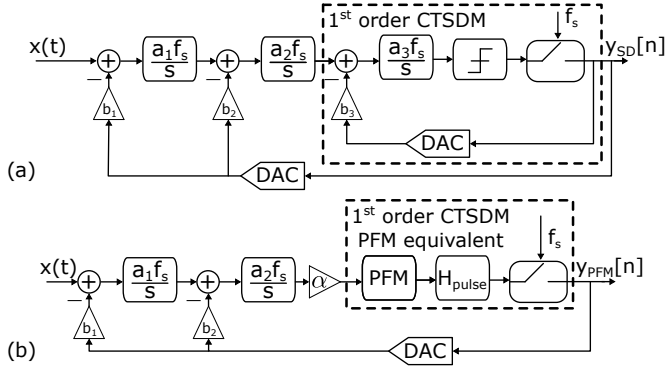 1st order CTSDM
x(t)
a1fs
s
a2fs
s
a3fs
s
fs
ySD[n]
b1
b2
b3
DAC
DAC
(a)
1st order CTSDM
PFM equivalent
x(t)
a1fs
s
a2fs
s
α
PFM
Hpulse
fs
yPFM[n]
b1
b2
DAC
(b)